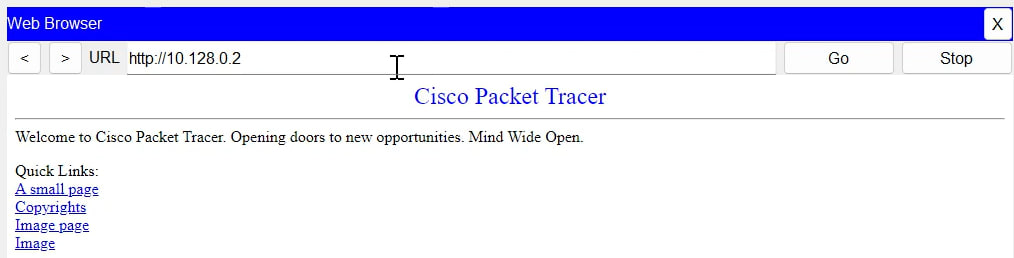 Web Browser X
< > URL http://10.128.0.2 Go Stop
Cisco Packet Tracer
Welcome to Cisco Packet Tracer. Opening doors to new opportunities. Mind Wide Open.
Quick Links:
A small page
Copyrights
Image page
Image